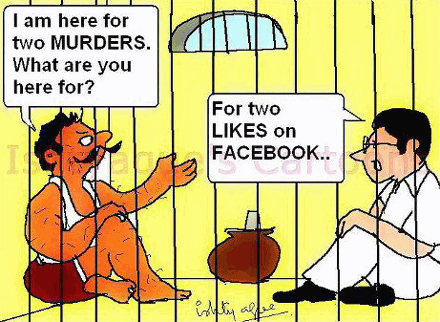 I am here for
two MURDERS.
What are you
here for?
For two
LIKES on
FACEBOOK..